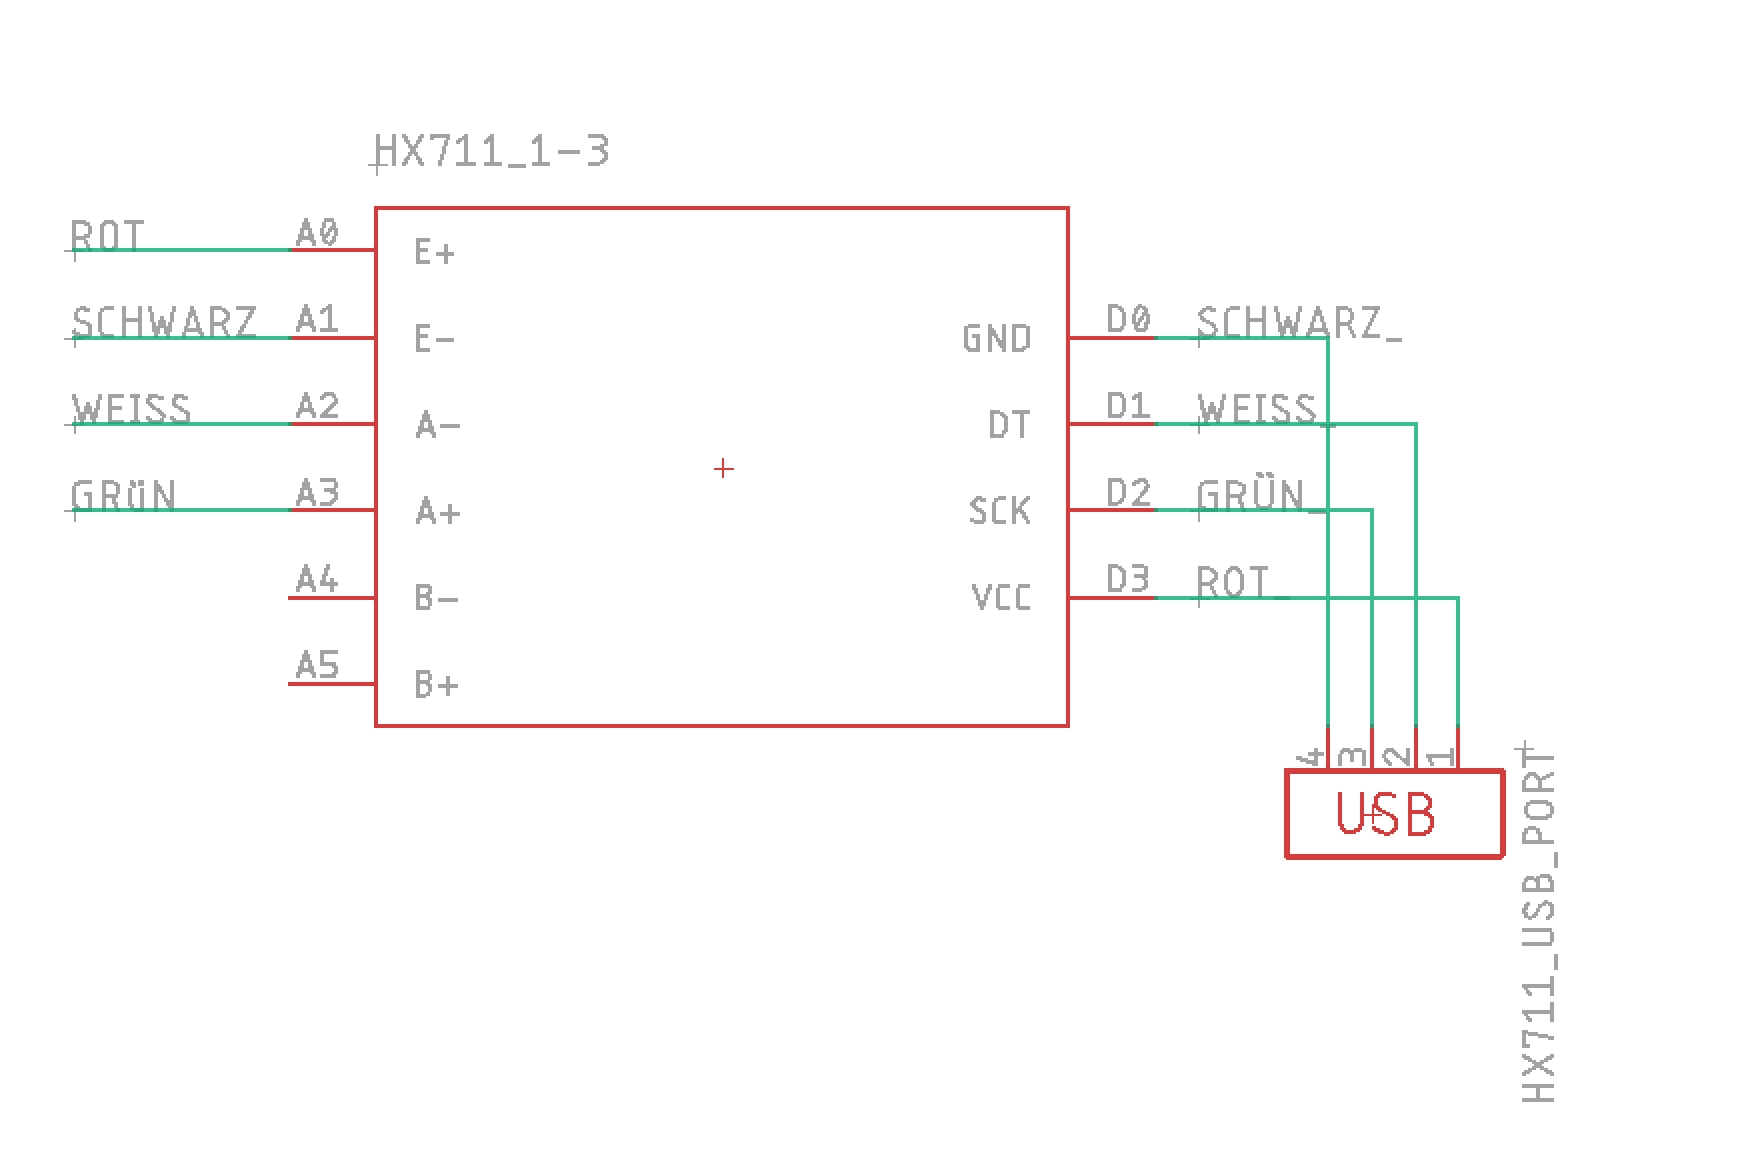 HX711_1-3
ROT
A0
E+
SCHWARZ
A1
E-
WEISS
A2
A-
GRüN
A3
A+
A4
B-
A5
B+
GND
D0
SCHWARZ_
DT
D1
WEISS_
SCK
D2
GRÜN_
VCC
D3
ROT_
4
3
2
1
USB
HX711_USB_PORT